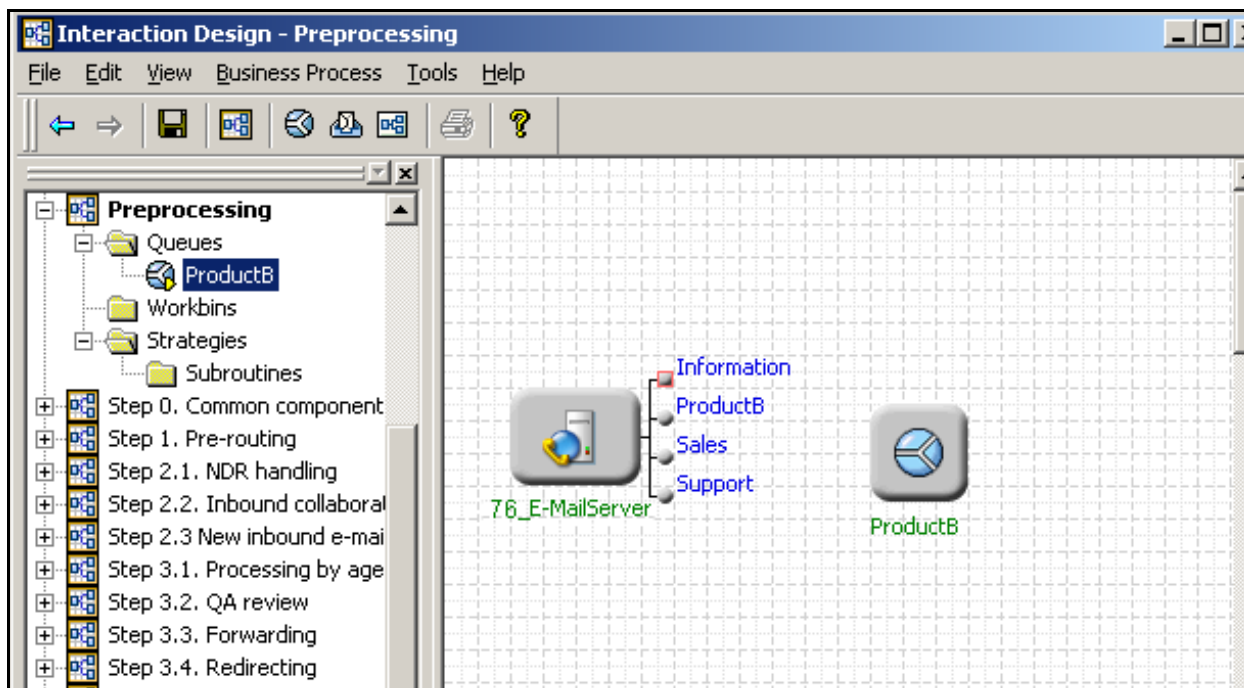 Interaction Design - Preprocessing
File Edit View Business Process Tools Help
Preprocessing
Queues
ProductB
Workbins
Strategies
Subroutines
Step 0. Common component
Step 1. Pre-routing
Step 2.1. NDR handling
Step 2.2. Inbound collabora
Step 2.3 New inbound e-mai
Step 3.1. Processing by age
Step 3.2. QA review
Step 3.3. Forwarding
Step 3.4. Redirecting
Information
ProductB
Sales
Support
76_E-MailServer
ProductB